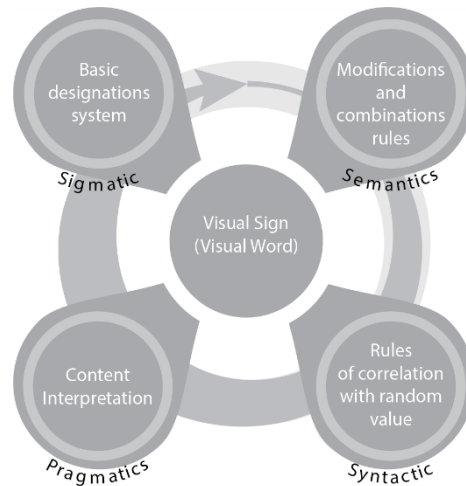 Basic
designations
system
Sigmatic
Modifications
and
combinations
rules
Semantics
Visual Sign
(Visual Word)
Content
Interpretation
Pragmatics
Rules
of correlation
with random
value
Syntactic